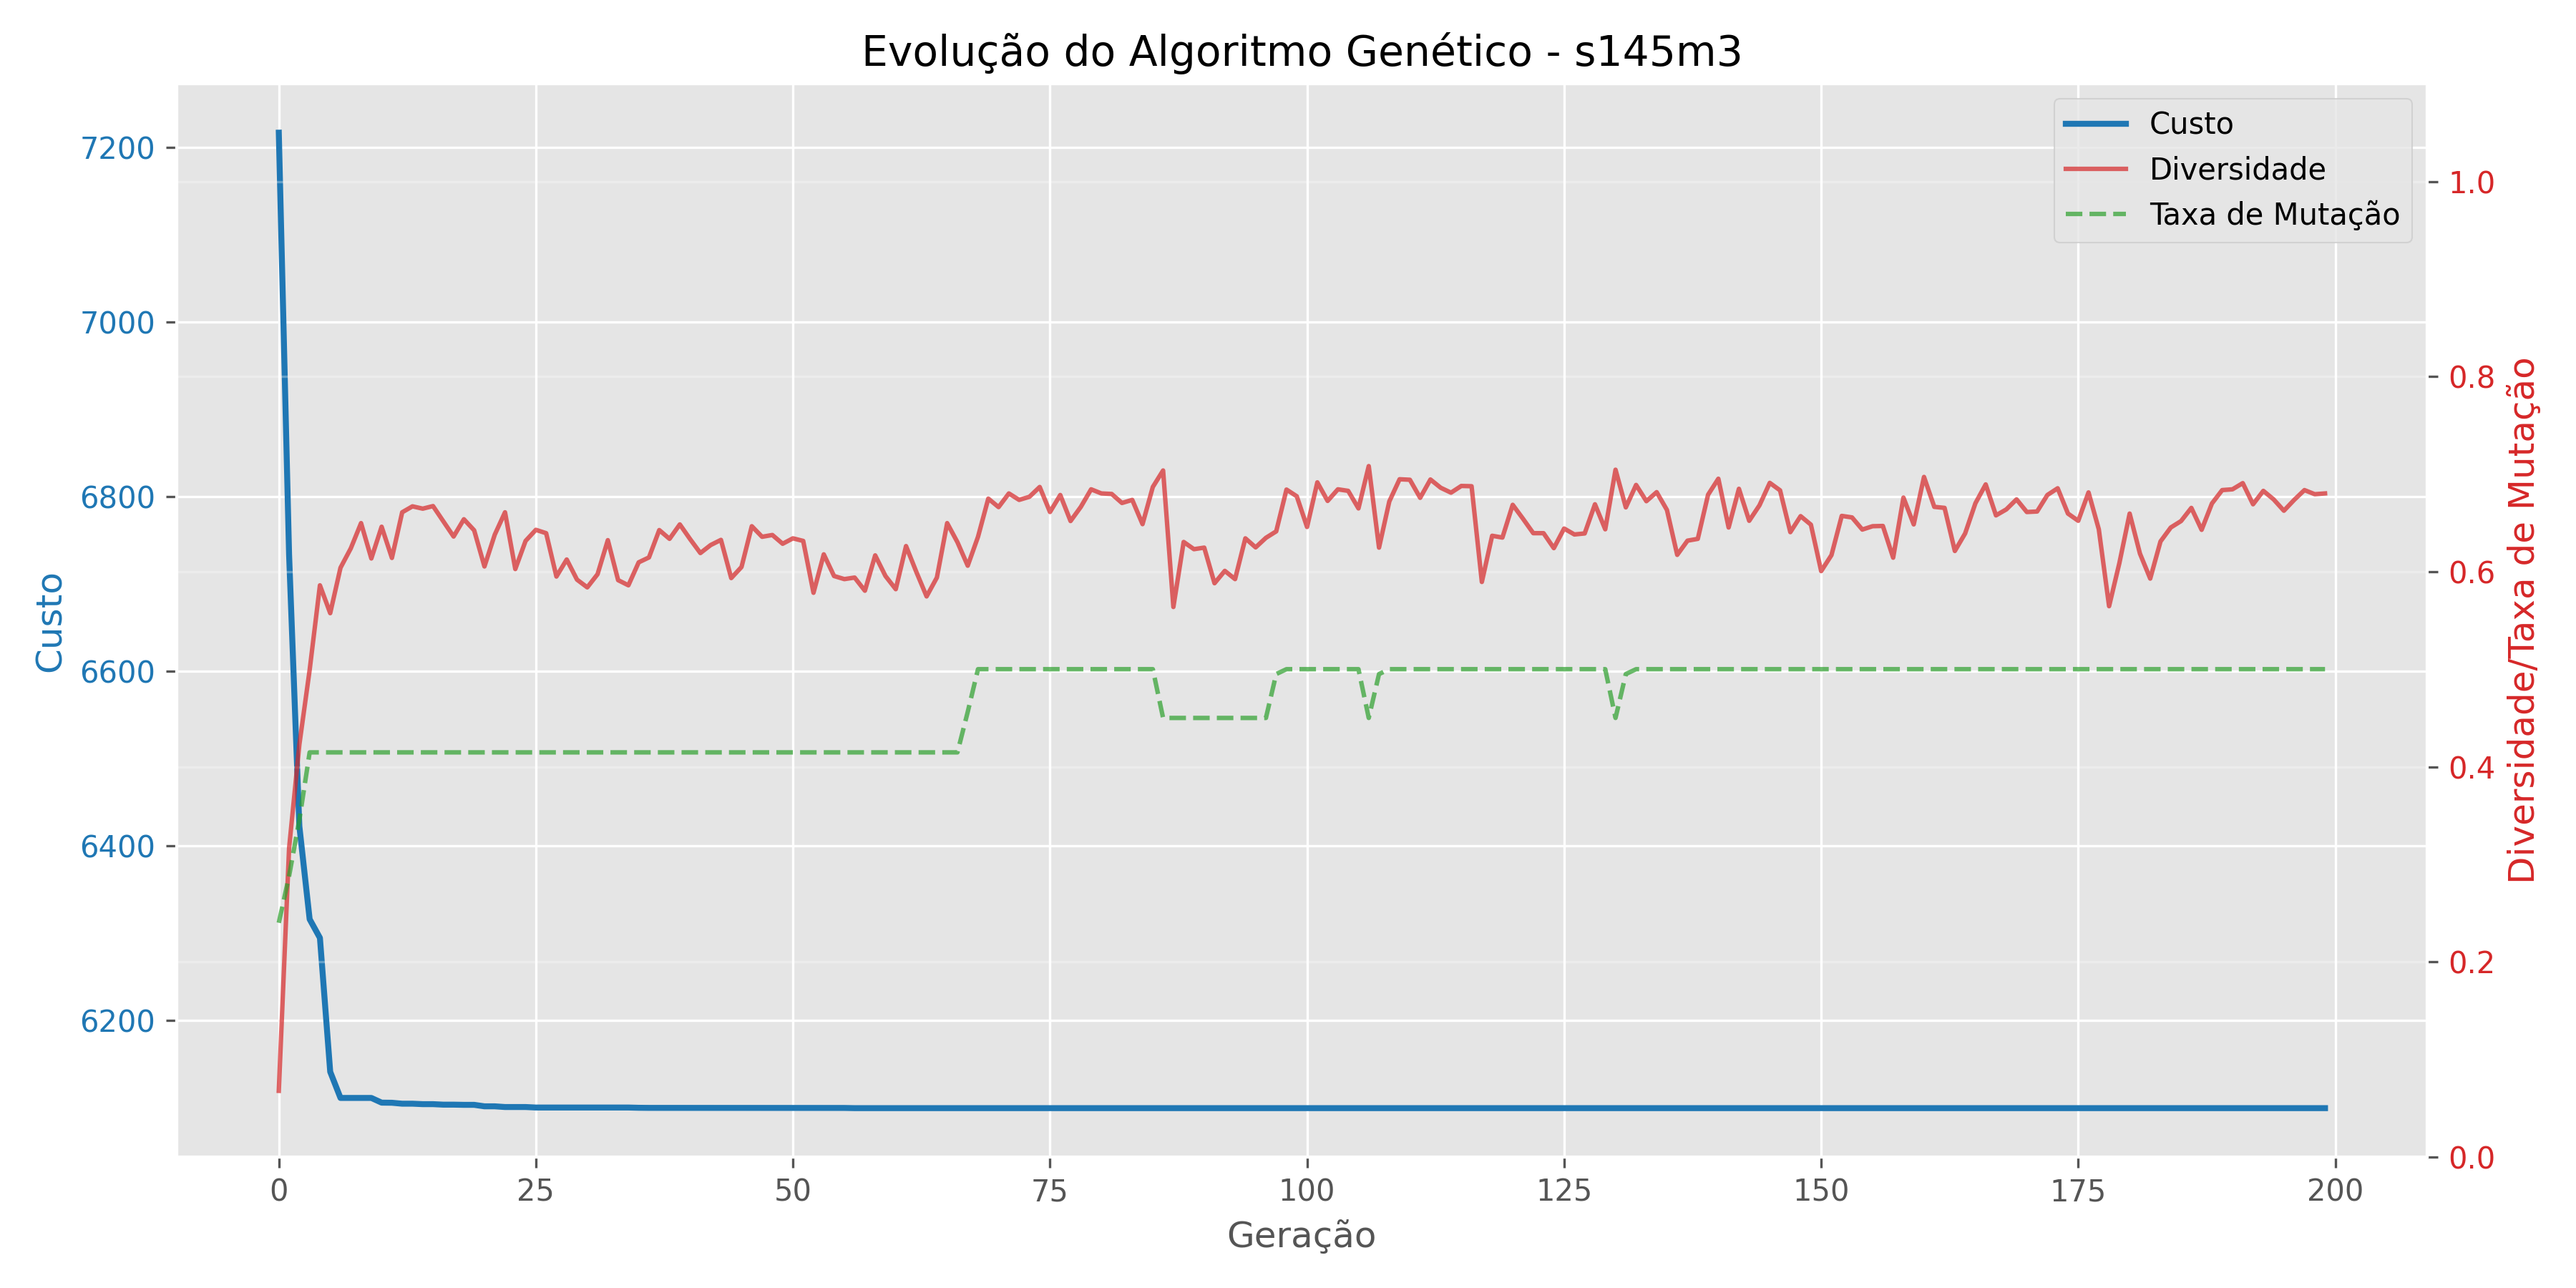 Evolução do Algoritmo Genético - s145m3
Custo
Diversidade
Taxa de Mutação
7200
7000
6800
6600
6400
6200
Custo
1.0
0.8
0.6
0.4
0.2
0.0
Diversidade/Taxa de Mutação
0 25 50 75 100 125 150 175 200
Geração